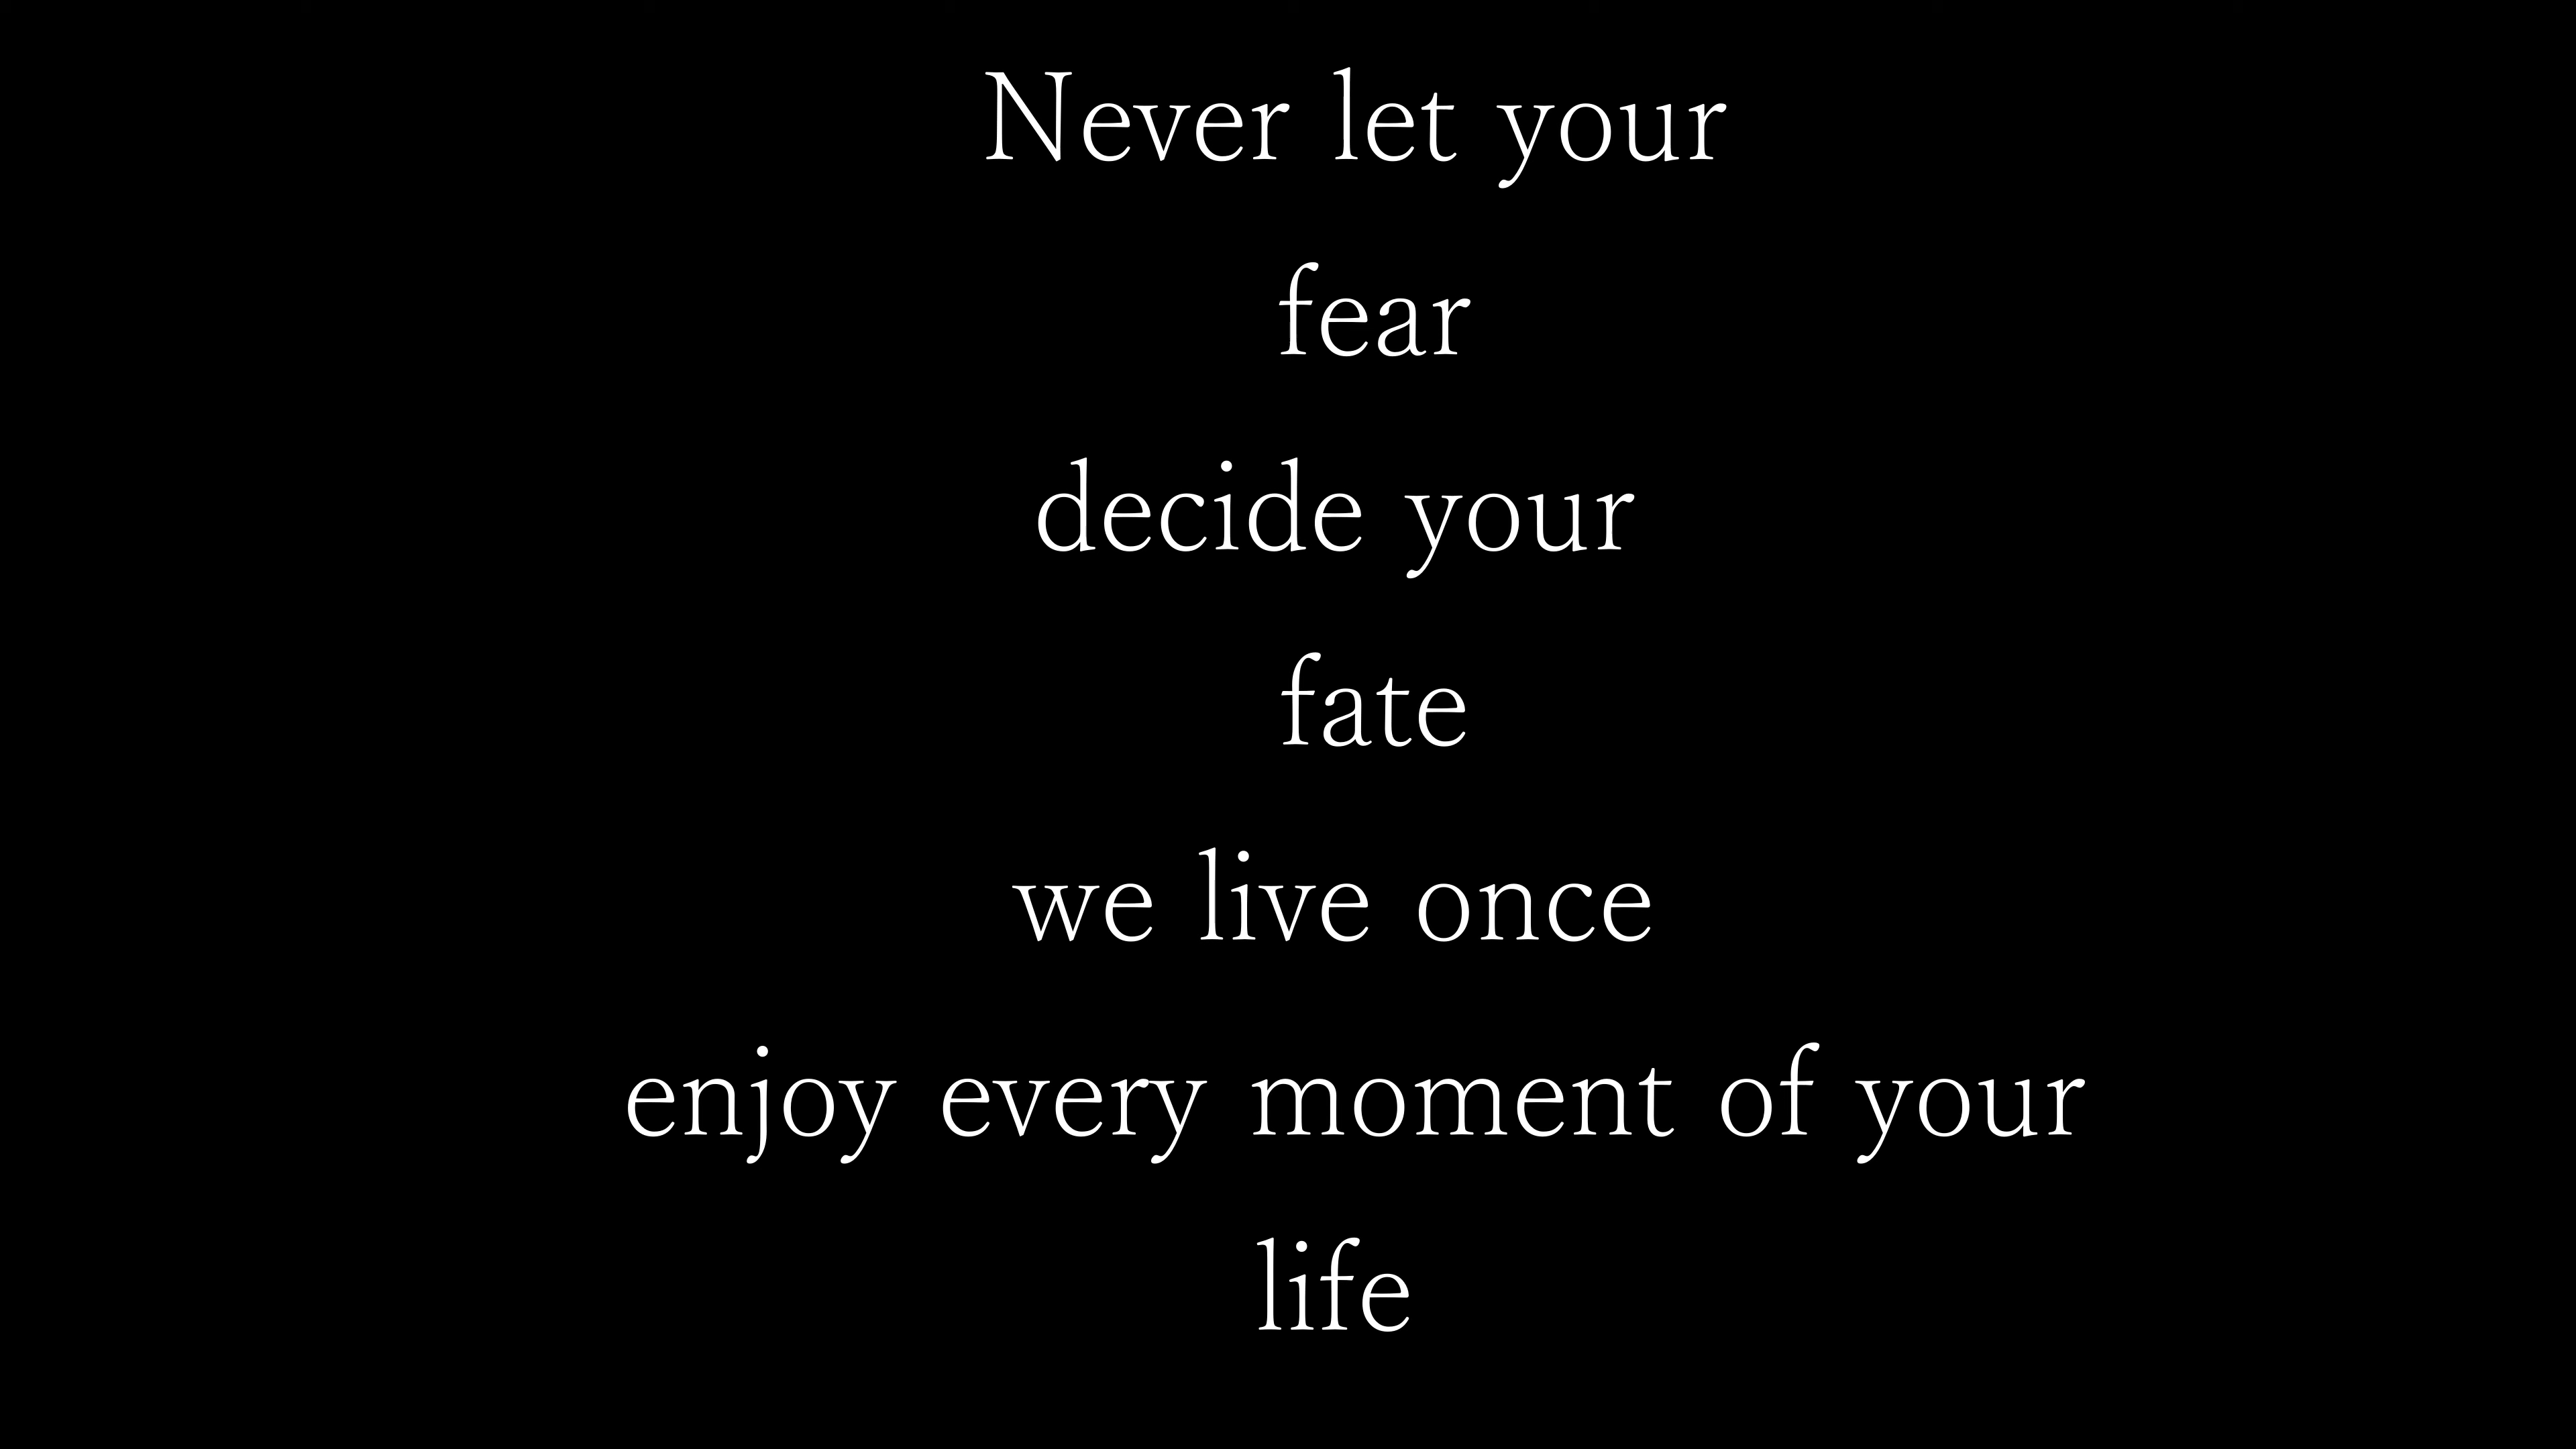 Never let your
fear
decide your
fate
we live once
enjoy every moment of your
life